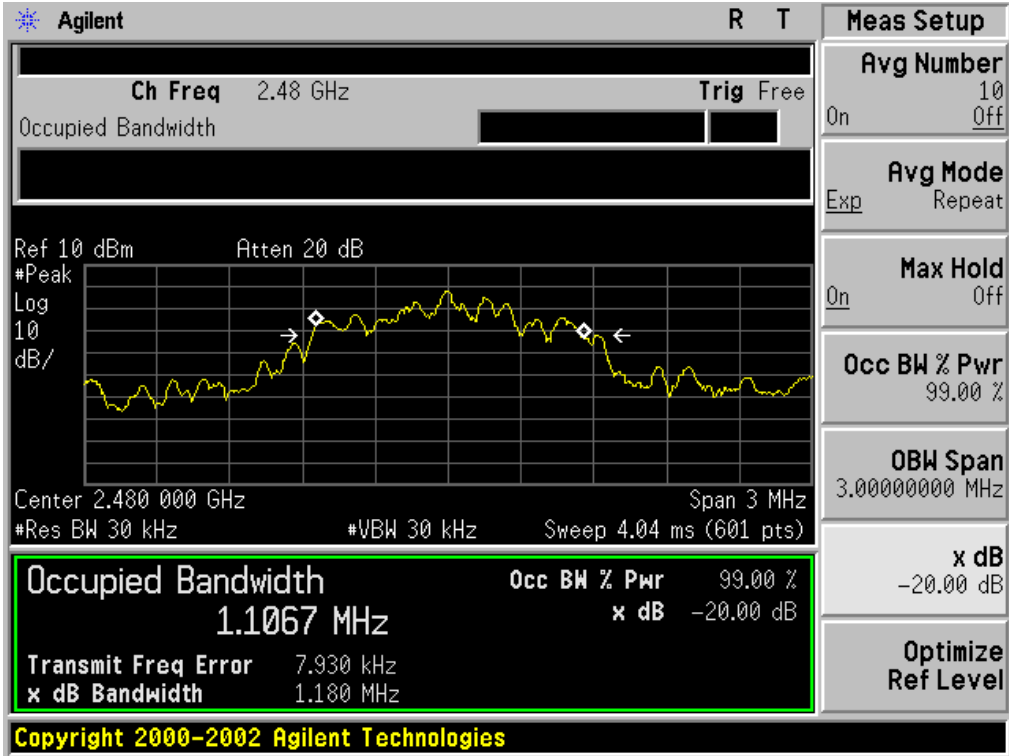 Agilent R T
Ch Freq 2.48 GHz Trig Free
Occupied Bandwidth
Ref 10 dBm Atten 20 dB
#Peak
Log
10
dB/
Center 2.480 000 GHz Span 3 MHz
#Res BW 30 kHz #VBW 30 kHz Sweep 4.04 ms (601 pts)
Occupied Bandwidth Occ BW % Pwr 99.00 %
1.1067 MHz x dB -20.00 dB
Transmit Freq Error 7.930 kHz
x dB Bandwidth 1.180 MHz
Meas Setup
Avg Number
10
On Off
Avg Mode
Exp Repeat
Max Hold
On Off
Occ BW % Pwr
99.00 %
OBW Span
3.00000000 MHz
x dB
-20.00 dB
Optimize
Ref Level
Copyright 2000-2002 Agilent Technologies